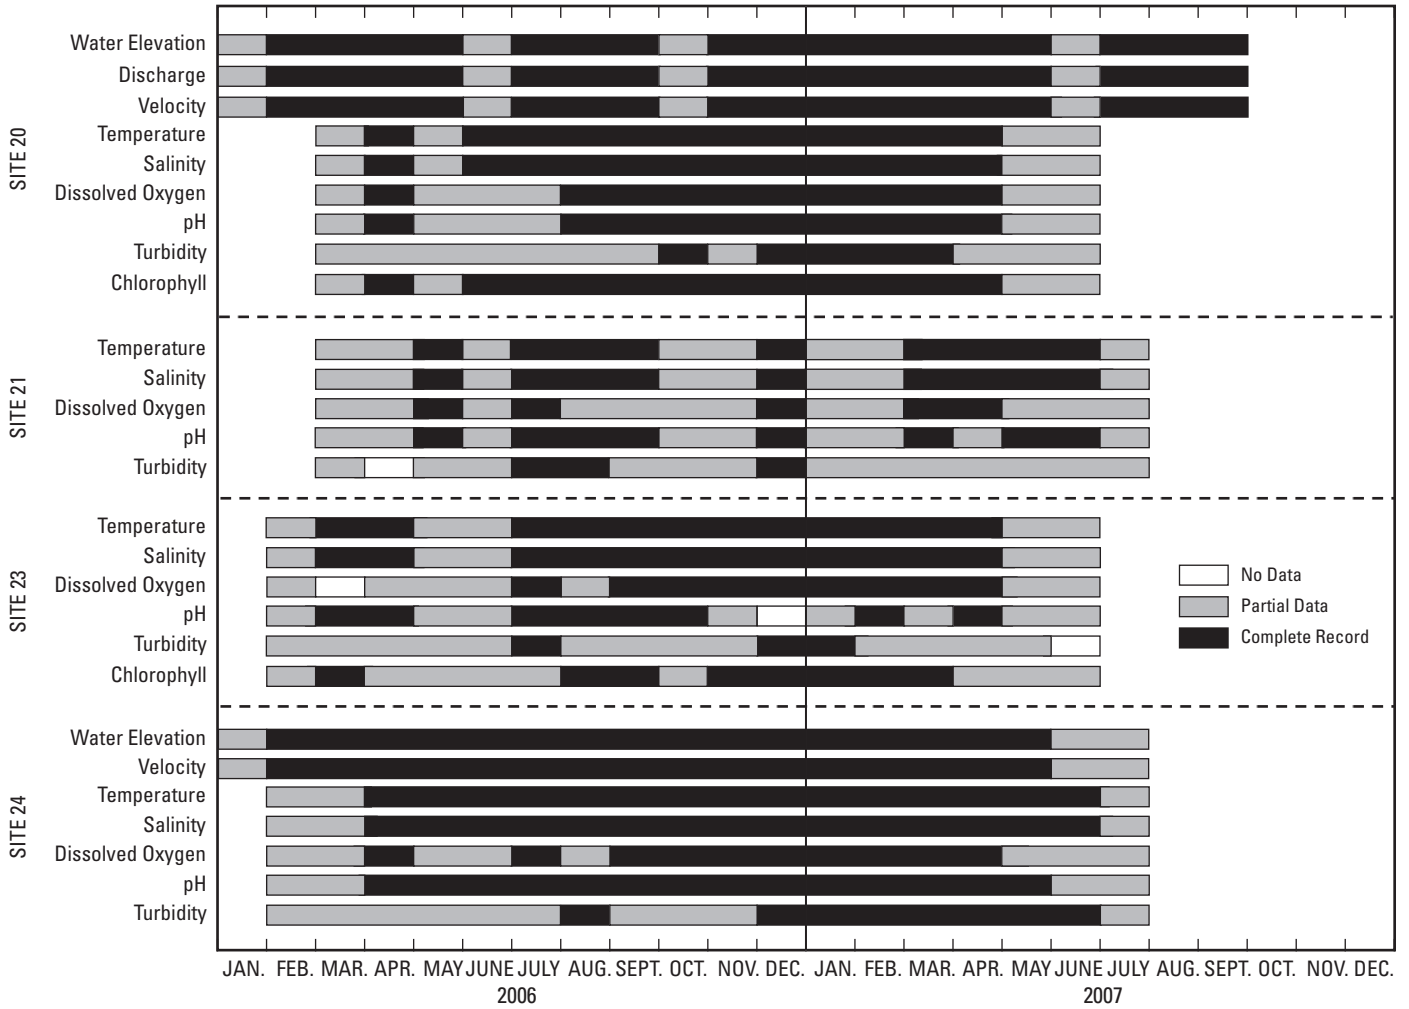 SITE 20
Water Elevation
Discharge
Velocity
Temperature
Salinity
Dissolved Oxygen
pH
Turbidity
Chlorophyll
SITE 21
Temperature
Salinity
Dissolved Oxygen
pH
Turbidity
SITE 23
Temperature
Salinity
Dissolved Oxygen
pH
Turbidity
Chlorophyll
No Data
Partial Data
Complete Record
SITE 24
Water Elevation
Velocity
Temperature
Salinity
Dissolved Oxygen
pH
Turbidity
JAN. FEB. MAR. APR. MAY JUNE JULY AUG. SEPT. OCT. NOV. DEC. JAN. FEB. MAR. APR. MAY JUNE JULY AUG. SEPT. OCT. NOV. DEC.
2006 2007